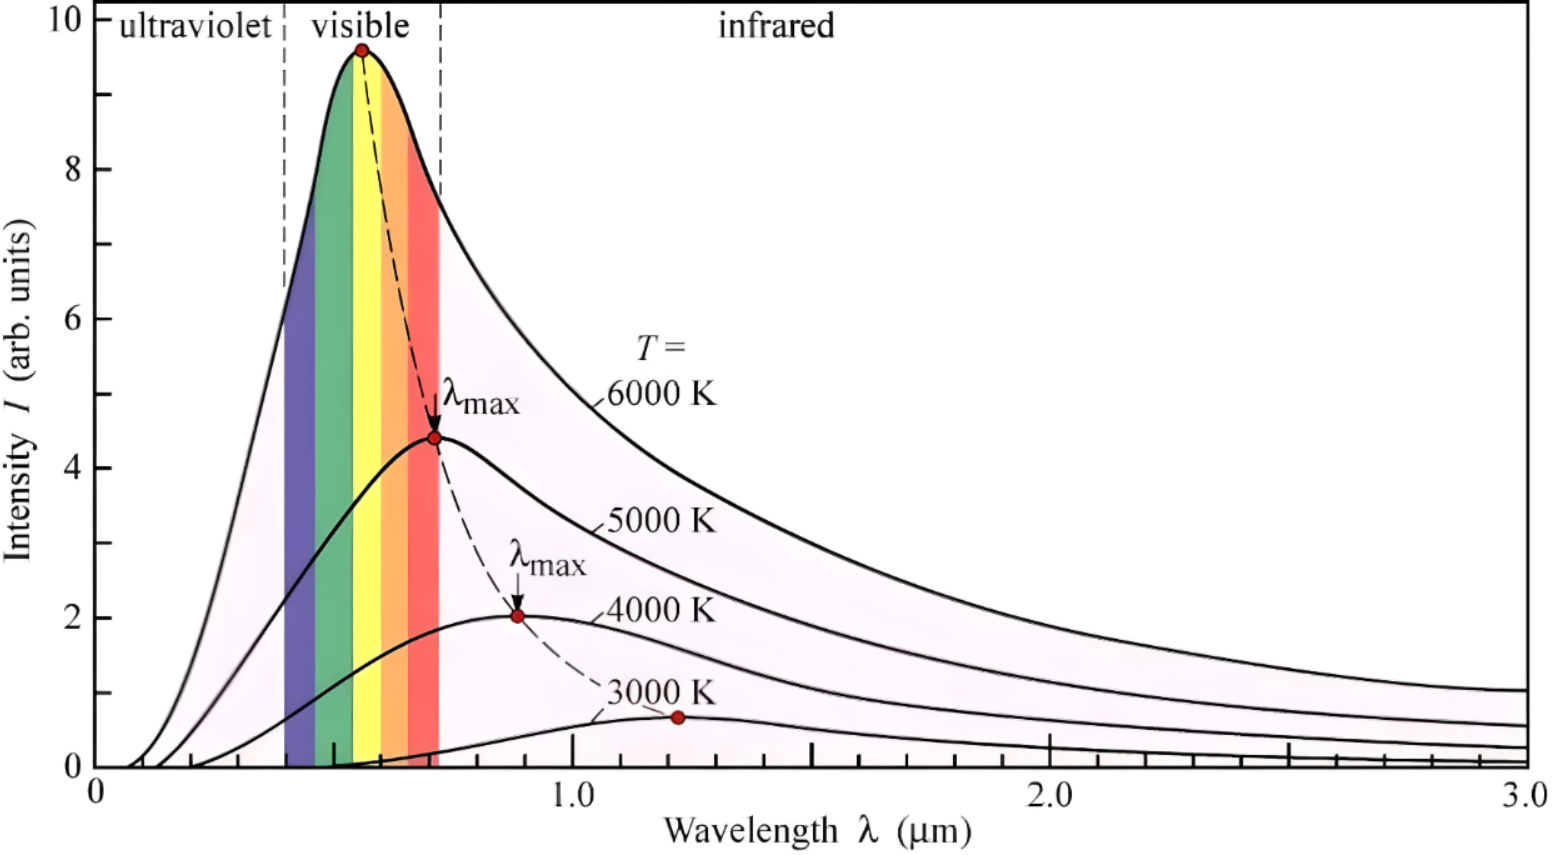 10
ultraviolet visible infrared
8
6
4
2
0
Intensity I (arb. units)
T =
6000 K
λmax
5000 K
λmax
4000 K
3000 K
0 1.0 2.0 3.0
Wavelength λ (μm)